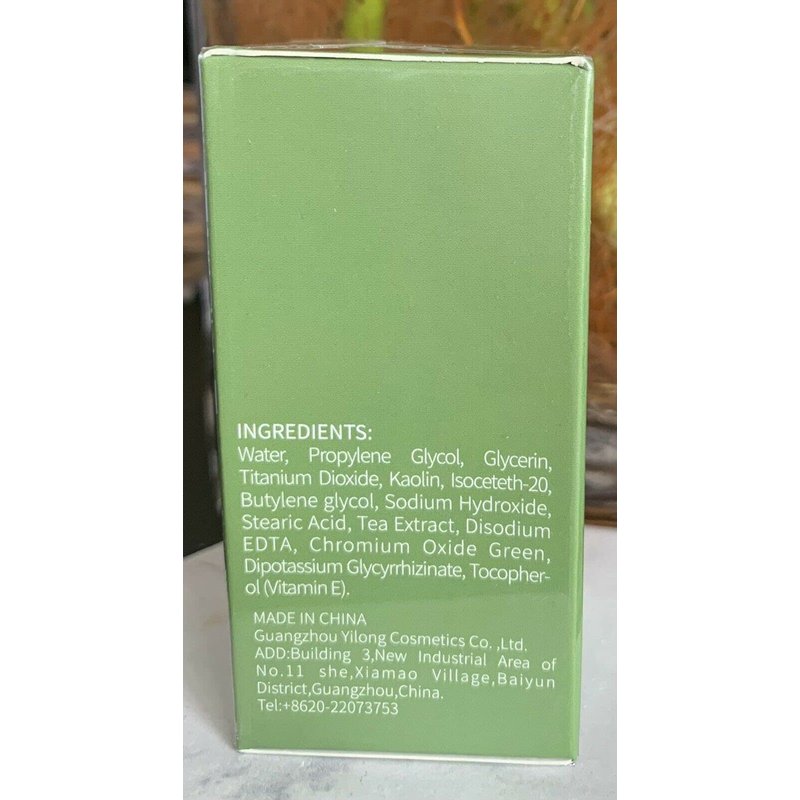 INGREDIENTS:
Water, Propylene Glycol, Glycerin,
Titanium Dioxide, Kaolin, Isoceteth-20,
Butylene glycol, Sodium Hydroxide,
Stearic Acid, Tea Extract, Disodium
EDTA, Chromium Oxide Green,
Dipotassium Glycyrrhizinate, Tocopher-
ol (Vitamin E).
MADE IN CHINA
Guangzhou Yilong Cosmetics Co. ,Ltd.
ADD:Building 3,New Industrial Area of
No.11 she,Xiamao Village,Baiyun
District,Guangzhou,China.
Tel:+8620-22073753